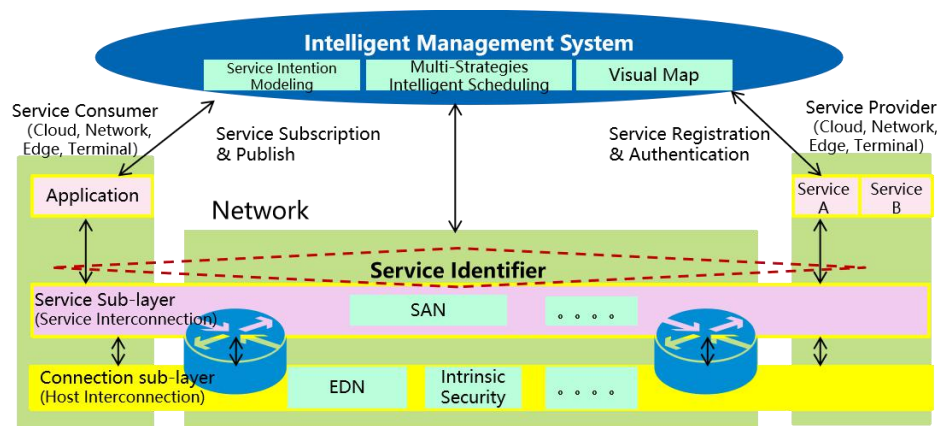 Intelligent Management System
Service Intention
Modeling
Multi-Strategies
Intelligent Scheduling
Visual Map
Service Consumer
(Cloud, Network,
Edge, Terminal)
Service Subscription
& Publish
Service Registration
& Authentication
Service Provider
(Cloud, Network,
Edge, Terminal)
Application
Service
A
Service
B
Network
Service Identifier
Service Sub-layer
(Service Interconnection)
SAN
。。。。
Connection sub-layer
(Host Interconnection)
EDN
Intrinsic
Security
。。。。